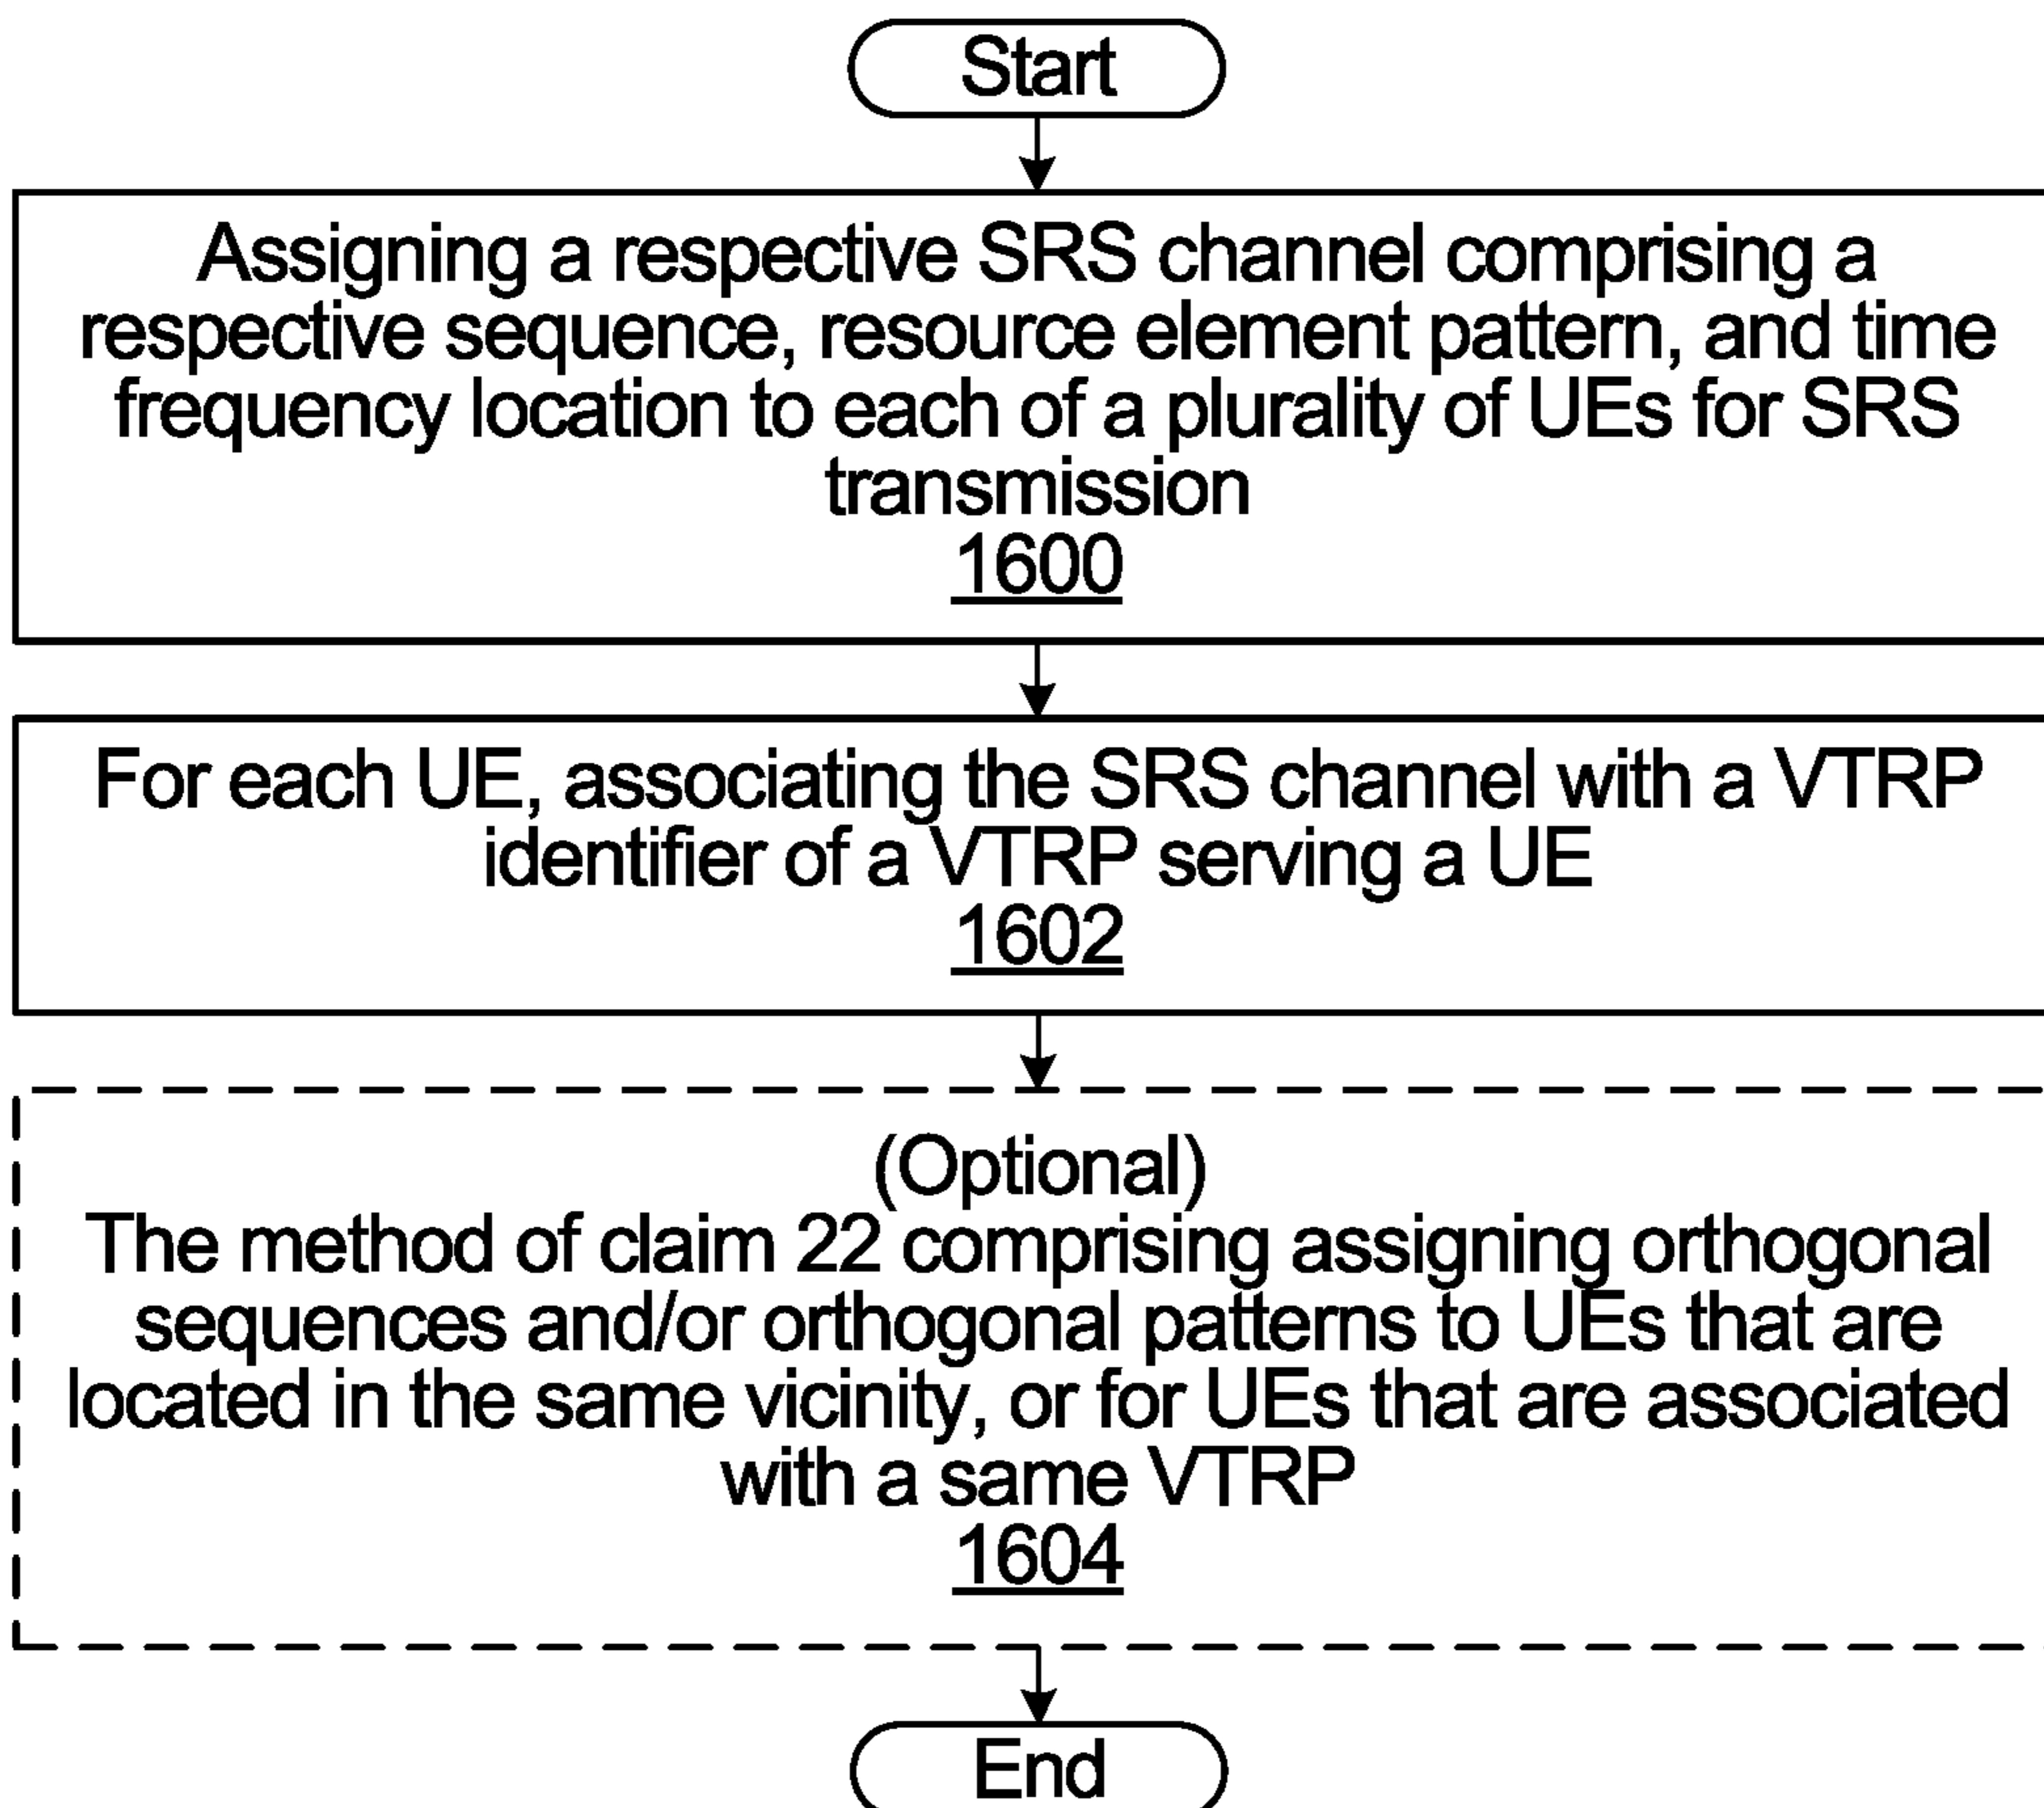 Start
Assigning a respective SRS channel comprising a
respective sequence, resource element pattern, and time
frequency location to each of a plurality of UEs for SRS
transmission
1600
For each UE, associating the SRS channel with a VTRP
identifier of a VTRP serving a UE
1602
(Optional)
The method of claim 22 comprising assigning orthogonal
sequences and/or orthogonal patterns to UEs that are
located in the same vicinity, or for UEs that are associated
with a same VTRP
1604
End